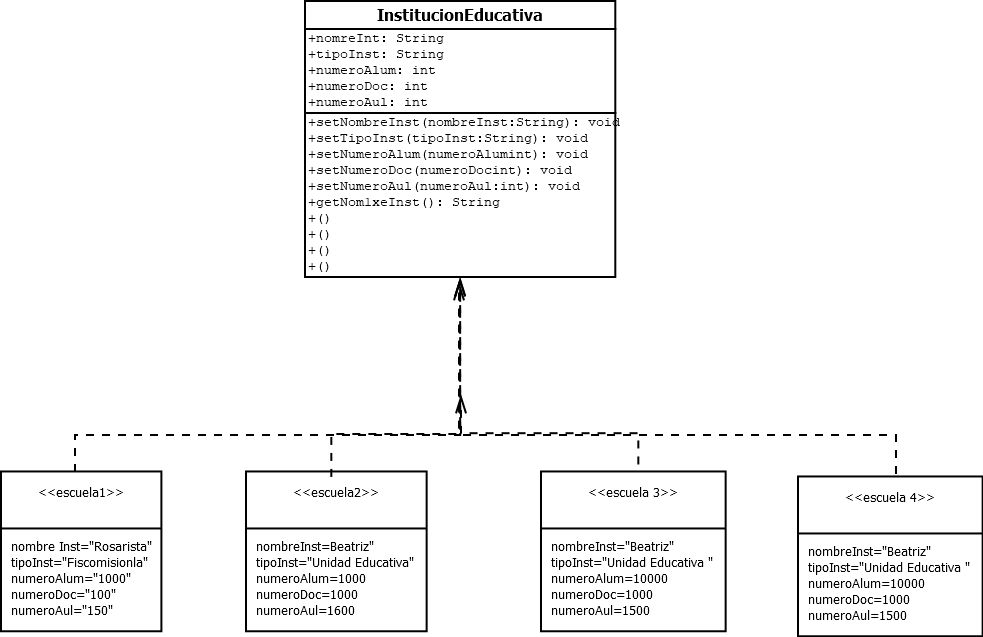 InstitucionEducativa
+nomreInt: String
+tipoInst: String
+numeroAlum: int
+numeroDoc: int
+numeroAul: int
+setNombreInst(nombreInst:String): void
+setTipoInst(tipoInst:String): void
+setNumeroAlum(numeroAlumint): void
+setNumeroDoc(numeroDocint): void
+setNumeroAul(numeroAul:int): void
+getNomlxeInst(): String
+()
+()
+()
+()
<<escuela1>>
nombre Inst="Rosarista"
tipoInst="Fiscomisionla"
numeroAlum="1000"
numeroDoc="100"
numeroAul="150"
<<escuela2>>
nombreInst=Beatriz"
tipoInst="Unidad Educativa"
numeroAlum=1000
numeroDoc=1000
numeroAul=1600
<<escuela 3>>
nombreInst="Beatriz"
tipoInst="Unidad Educativa "
numeroAlum=10000
numeroDoc=1000
numeroAul=1500
<<escuela 4>>
nombreInst="Beatriz"
tipoInst="Unidad Educativa "
numeroAlum=10000
numeroDoc=1000
numeroAul=1500